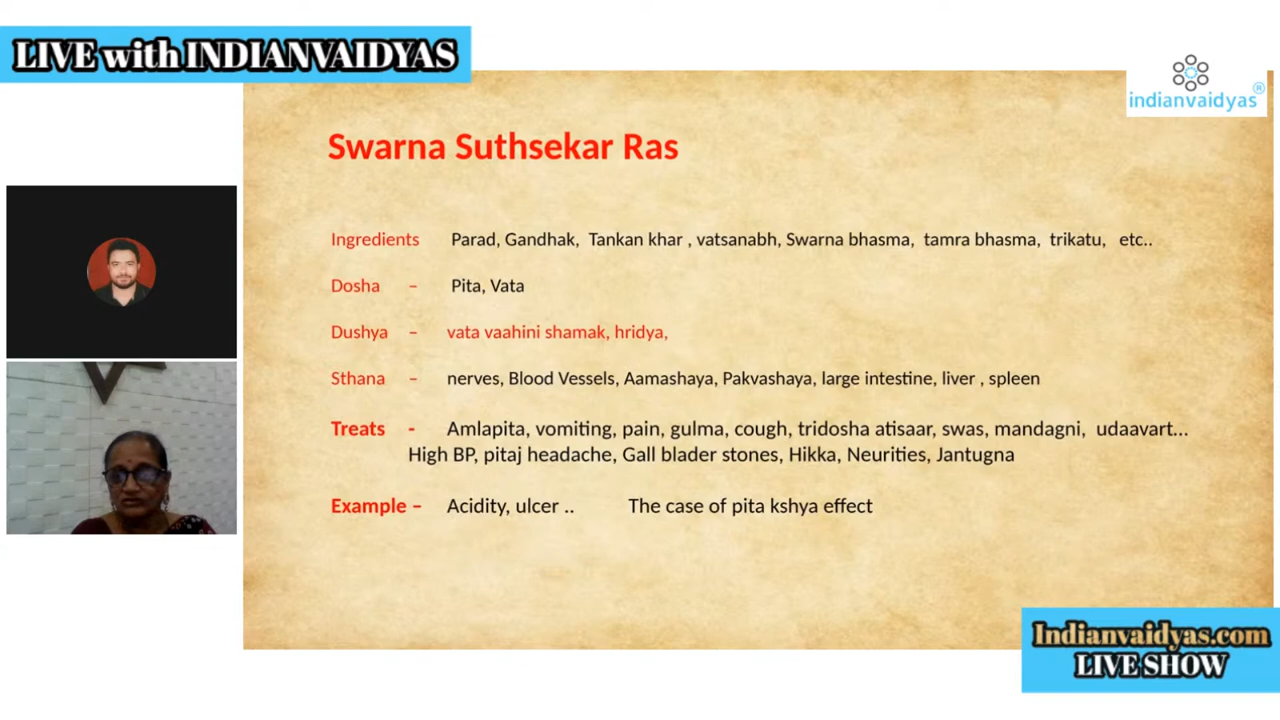 LIVE with INDIANVAIDYAS
indianvaidyas®
Swarna Suthsekar Ras
Ingredients Parad, Gandhak, Tankan khar , vatsanabh, Swarna bhasma, tamra bhasma, trikatu, etc..
Dosha – Pita, Vata
Dushya – vata vaahini shamak, hridya,
Sthana – nerves, Blood Vessels, Aamashaya, Pakvashaya, large intestine, liver , spleen
Treats - Amlapita, vomiting, pain, gulma, cough, tridosha atisaar, swas, mandagni, udaavart...
High BP, pitaj headache, Gall blader stones, Hikka, Neurities, Jantugna
Example – Acidity, ulcer .. The case of pita kshya effect
Indianvaidyas.com
LIVE SHOW